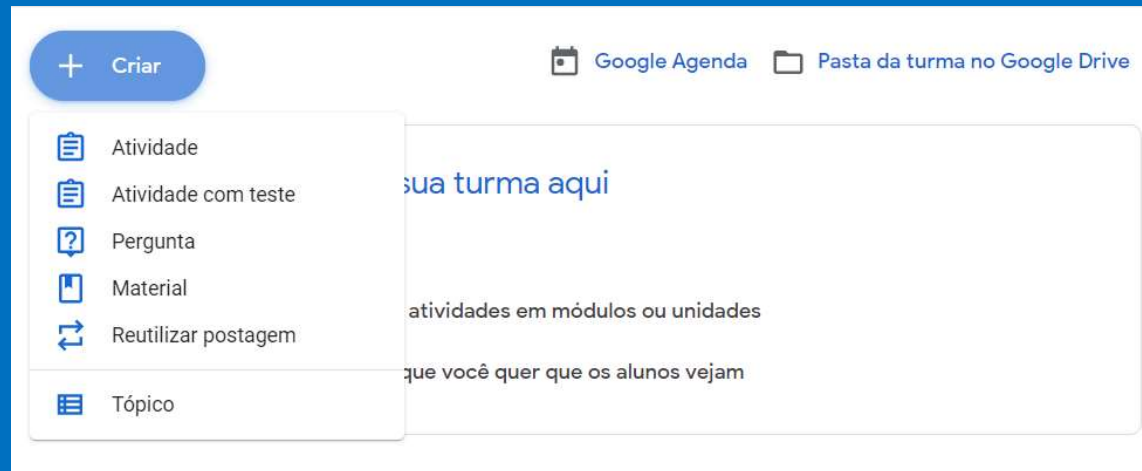 Criar
Google Agenda
Pasta da turma no Google Drive
Atividade
Atividade com teste
sua turma aqui
Pergunta
Material
atividades em módulos ou unidades
Reutilizar postagem
que você quer que os alunos vejam
Tópico